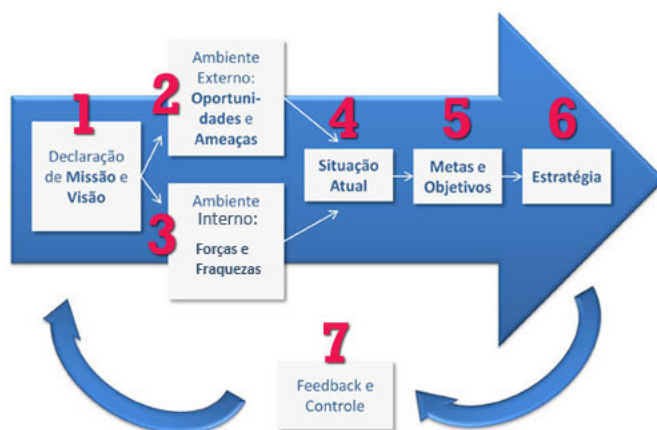 1
Declaração
de Missão e
Visão
2
Ambiente
Externo:
Oportuni-
dades e
Ameaças
3
Ambiente
Interno:
Forças e
Fraquezas
4
Situação
Atual
5
Metas e
Objetivos
6
Estratégia
7
Feedback e
Controle